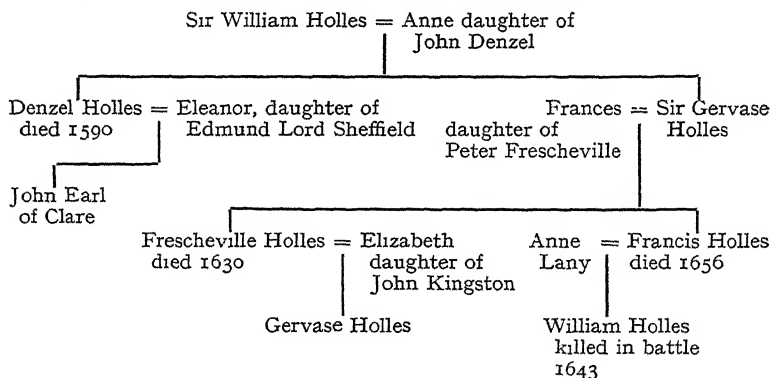 Sir William Holles = Anne daughter of
John Denzel
Denzel Holles = Eleanor, daughter of
died 1590
Edmund Lord Sheffield
Frances = Sir Gervase
daughter of
Holles
Peter Frescheville
John Earl
of Clare
Frescheville Holles = Elizabeth
died 1630
daughter of
John Kingston
Anne = Francis Holles
Lany
died 1656
Gervase Holles
William Holles
killed in battle
1643